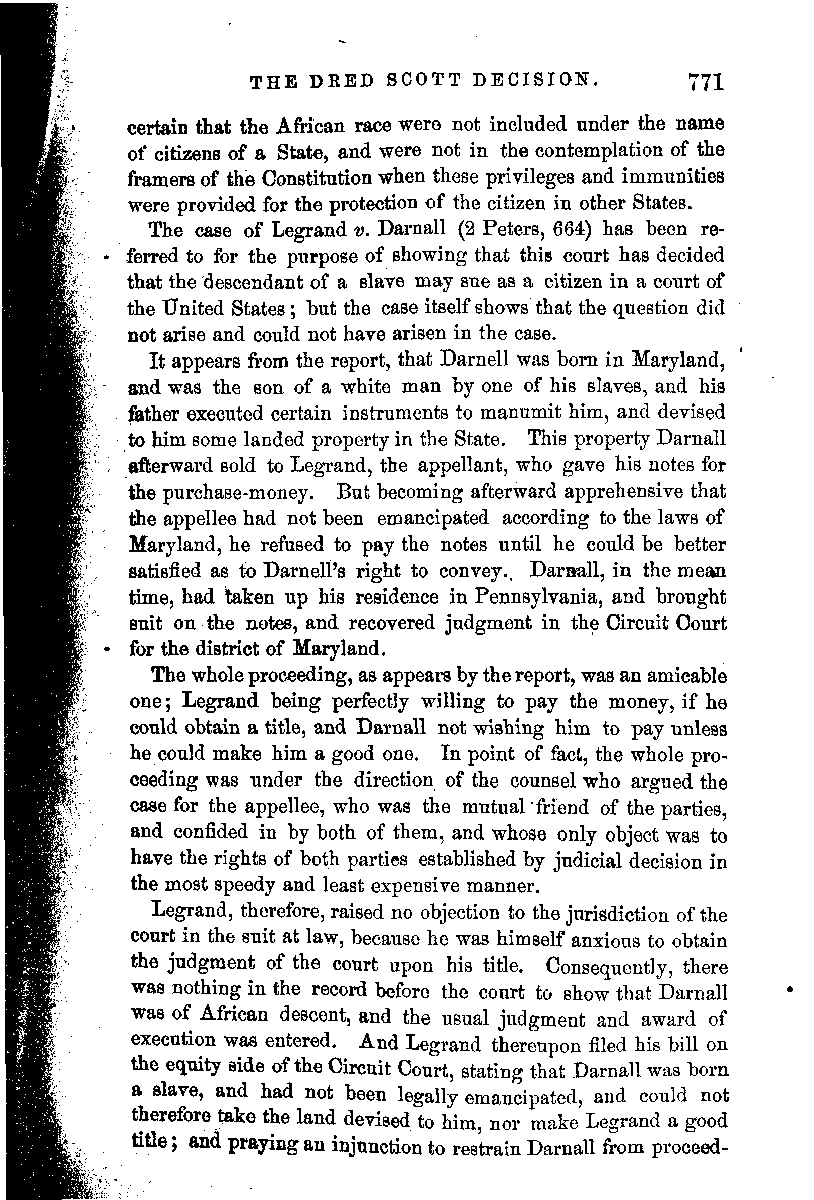 THE DRED SCOTT DECISION. 771
certain that the African race were not included under the name
of citizens of a State, and were not in the contemplation of the
framers of the Constitution when these privileges and immunities
were provided for the protection of the citizen in other States.
The case of Legrand v. Darnall (2 Peters, 664) has been re-
ferred to for the purpose of showing that this court has decided
that the descendant of a slave may sue as a citizen in a court of
the United States; but the case itself shows that the question did
not arise and could not have arisen in the case.
It appears from the report, that Darnell was born in Maryland,
and was the son of a white man by one of his slaves, and his
father executed certain instruments to manumit him, and devised
to him some landed property in the State. This property Darnall
afterward sold to Legrand, the appellant, who gave his notes for
the purchase-money. But becoming afterward apprehensive that
the appellee had not been emancipated according to the laws of
Maryland, he refused to pay the notes until he could be better
satisfied as to Darnell's right to convey. Darnall, in the mean
time, had taken up his residence in Pennsylvania, and brought
suit on the notes, and recovered judgment in the Circuit Court
for the district of Maryland.
The whole proceeding, as appears by the report, was an amicable
one; Legrand being perfectly willing to pay the money, if he
could obtain a title, and Darnall not wishing him to pay unless
he could make him a good one. In point of fact, the whole pro-
ceeding was under the direction of the counsel who argued the
case for the appellee, who was the mutual friend of the parties,
and confided in by both of them, and whose only object was to
have the rights of both parties established by judicial decision in
the most speedy and least expensive manner.
Legrand, therefore, raised no objection to the jurisdiction of the
court in the suit at law, because he was himself anxious to obtain
the judgment of the court upon his title. Consequently, there
was nothing in the record before the court to show that Darnall
was of African descent, and the usual judgment and award of
execution was entered. And Legrand thereupon filed his bill on
the equity side of the Circuit Court, stating that Darnall was born
a slave, and had not been legally emancipated, and could not
therefore take the land devised to him, nor make Legrand a good
title; and praying an injunction to restrain Darnall from proceed-